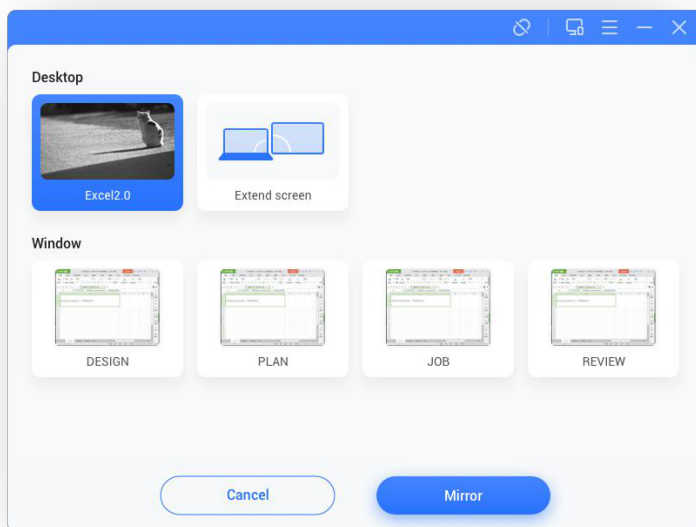 Desktop
Excel2.0
Extend screen
Window
DESIGN
PLAN
JOB
REVIEW
Cancel
Mirror